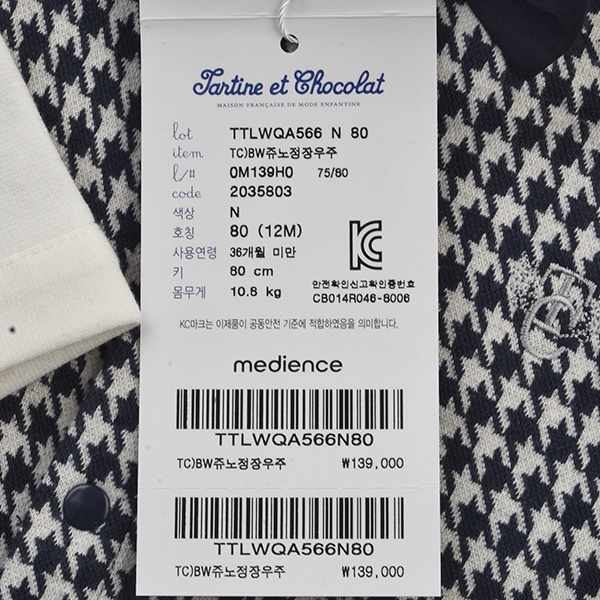 Tartine et Chocolat
MAISON FRANÇAISE DE MODE ENFANTINE
lot TTLWQA566 N 80
item TC)BW쥬노정장우주
l/# 0M139H0 75/80
code 2035803
색상 N
호칭 80 (12M)
사용연령 36개월 미만
키 80 cm
몸무게 10.8 kg
안전확인신고확인증번호
CB014R046-8006
KC마크는 이제품이 공통안전 기준에 적합하였음을 의미합니다.
medience
TTLWQA566N80
TC)BW쥬노정장우주 ₩139,000
TTLWQA566N80
TC)BW쥬노정장우주 ₩139,000